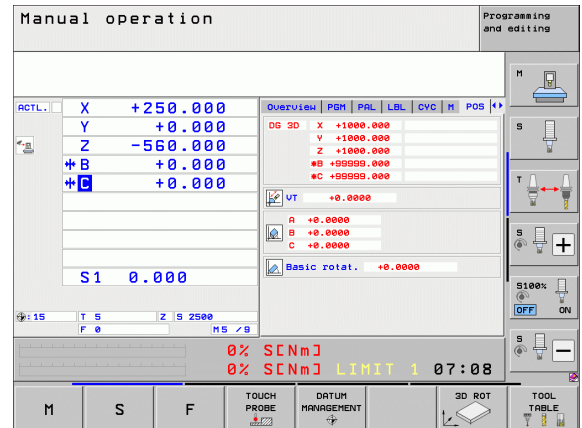 Manual operation
Programming
and editing
M
ACTL.
X +250.000
Y +0.000
Z -560.000
B +0.000
C +0.000
S1 0.000
:15
T 5
Z S 2500
F 0
M5 /9
Overview PGM PAL LBL CYC M POS
DG 3D X +1000.000
Y +1000.000
Z +1000.000
*B +99999.000
*C +99999.000
VT +0.0000
A +0.0000
B +0.0000
C +0.0000
Basic rotat. +0.0000
S
T
S
S100%
OFF ON
S
0% S[Nm]
0% S[Nm] LIMIT 1 07:08
M
S
F
TOUCH
PROBE
DATUM
MANAGEMENT
3D ROT
TOOL
TABLE